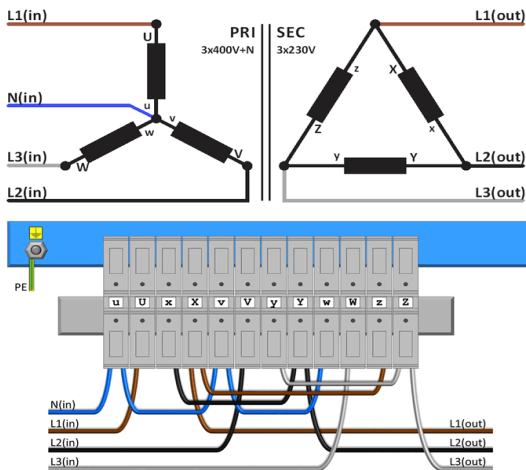 L1(in)
L1(out)
U
PRI
SEC
3x400V+N
3x230V
z
X
N(in)
u
v
w
Z
x
L3(in)
W
V
y
Y
L2(out)
L2(in)
L3(out)
PE
u U x X v V y Y w W z Z
N(in)
L1(in)
L1(out)
L2(in)
L2(out)
L3(in)
L3(out)